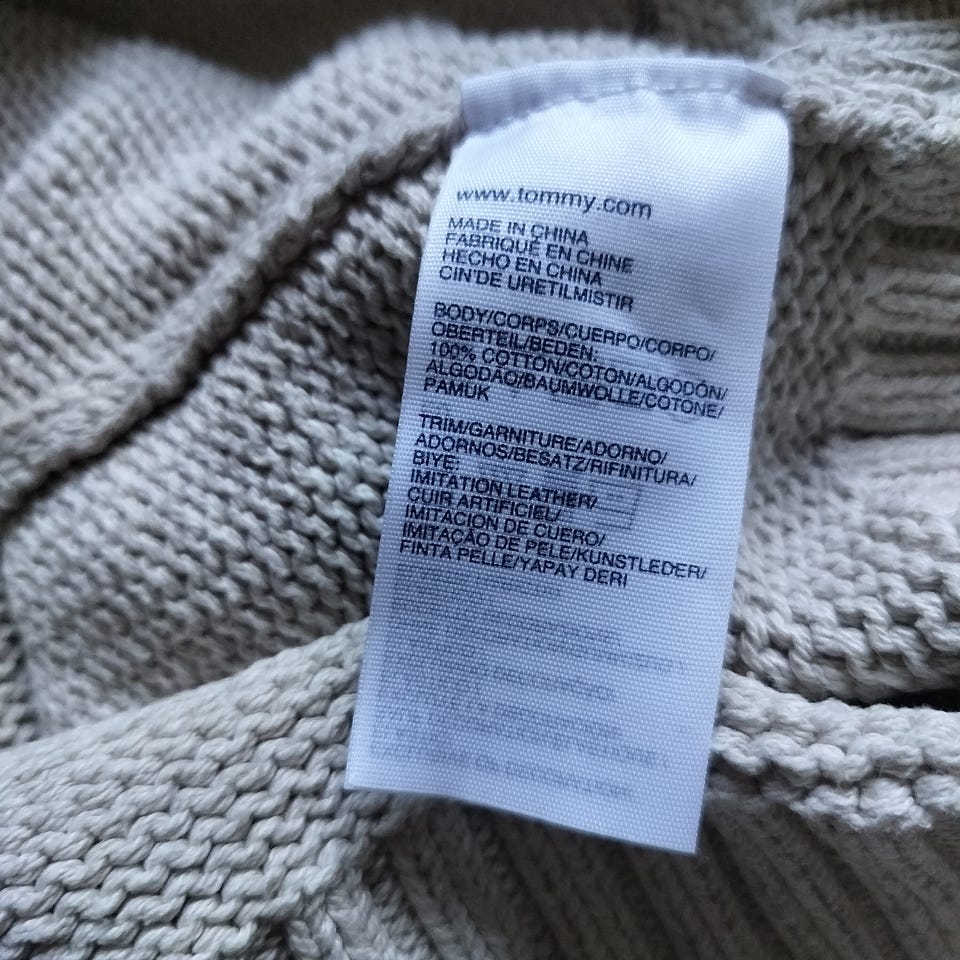 www.tommy.com
MADE IN CHINA
FABRIQUÉ EN CHINE
HECHO EN CHINA
CIN'DE URETILMISTIR
BODY/CORPS/CUERPO/CORPO/
OBERTEIL/BEDEN:
100% COTTON/COTON/ALGODÓN/
ALGODÃO/BAUMWOLLE/COTONE/
PAMUK
TRIM/GARNITURE/ADORNO/
ADORNOS/BESATZ/RIFINITURA/
BIYE:
IMITATION LEATHER/
CUIR ARTIFICIEL/
IMITACION DE CUERO/
IMITAÇÃO DE PELE/KUNSTLEDER/
FINTA PELLE/YAPAY DERI